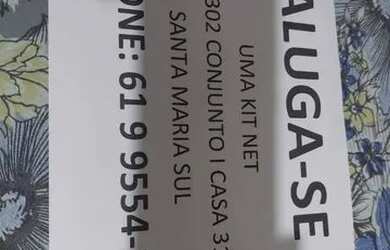 ALUGA-SE
UMA KIT NET
302 CONJUNTO I CASA 3
SANTA MARIA SUL
ONE: 61 9 9554-